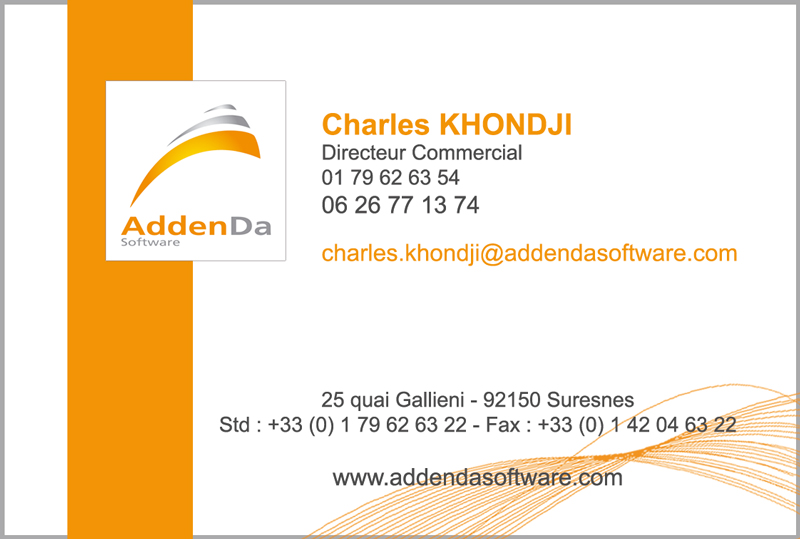 AddenDa
Software
Charles KHONDJI
Directeur Commercial
01 79 62 63 54
06 26 77 13 74
charles.khondji@addendasoftware.com
25 quai Gallieni - 92150 Suresnes
Std : +33 (0) 1 79 62 63 22 - Fax : +33 (0) 1 42 04 63 22
www.addendasoftware.com